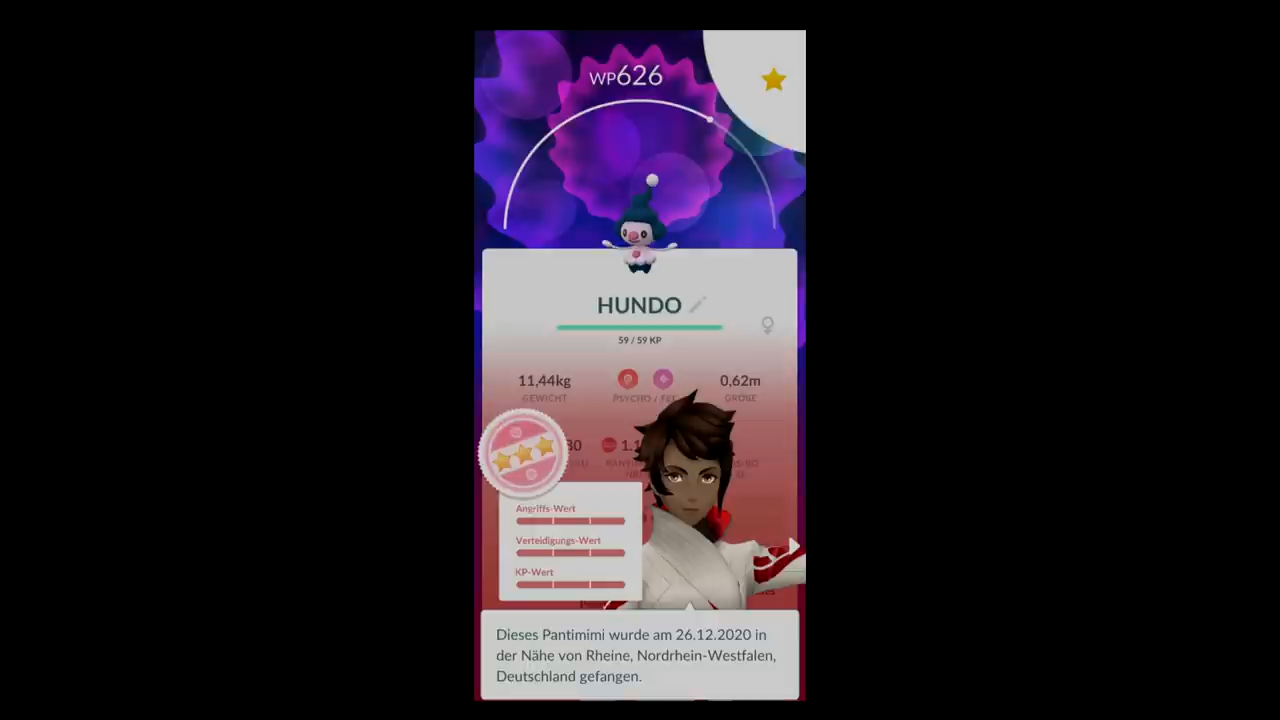 WP626
HUNDO
59 / 59 KP
11,44kg
0,62m
GEWICHT
PSYCHO /
GRÖßE
Angriffs-Wert
Verteidigungs-Wert
KP-Wert
Dieses Pantimimi wurde am 26.12.2020 in
der Nähe von Rheine, Nordrhein-Westfalen,
Deutschland gefangen.